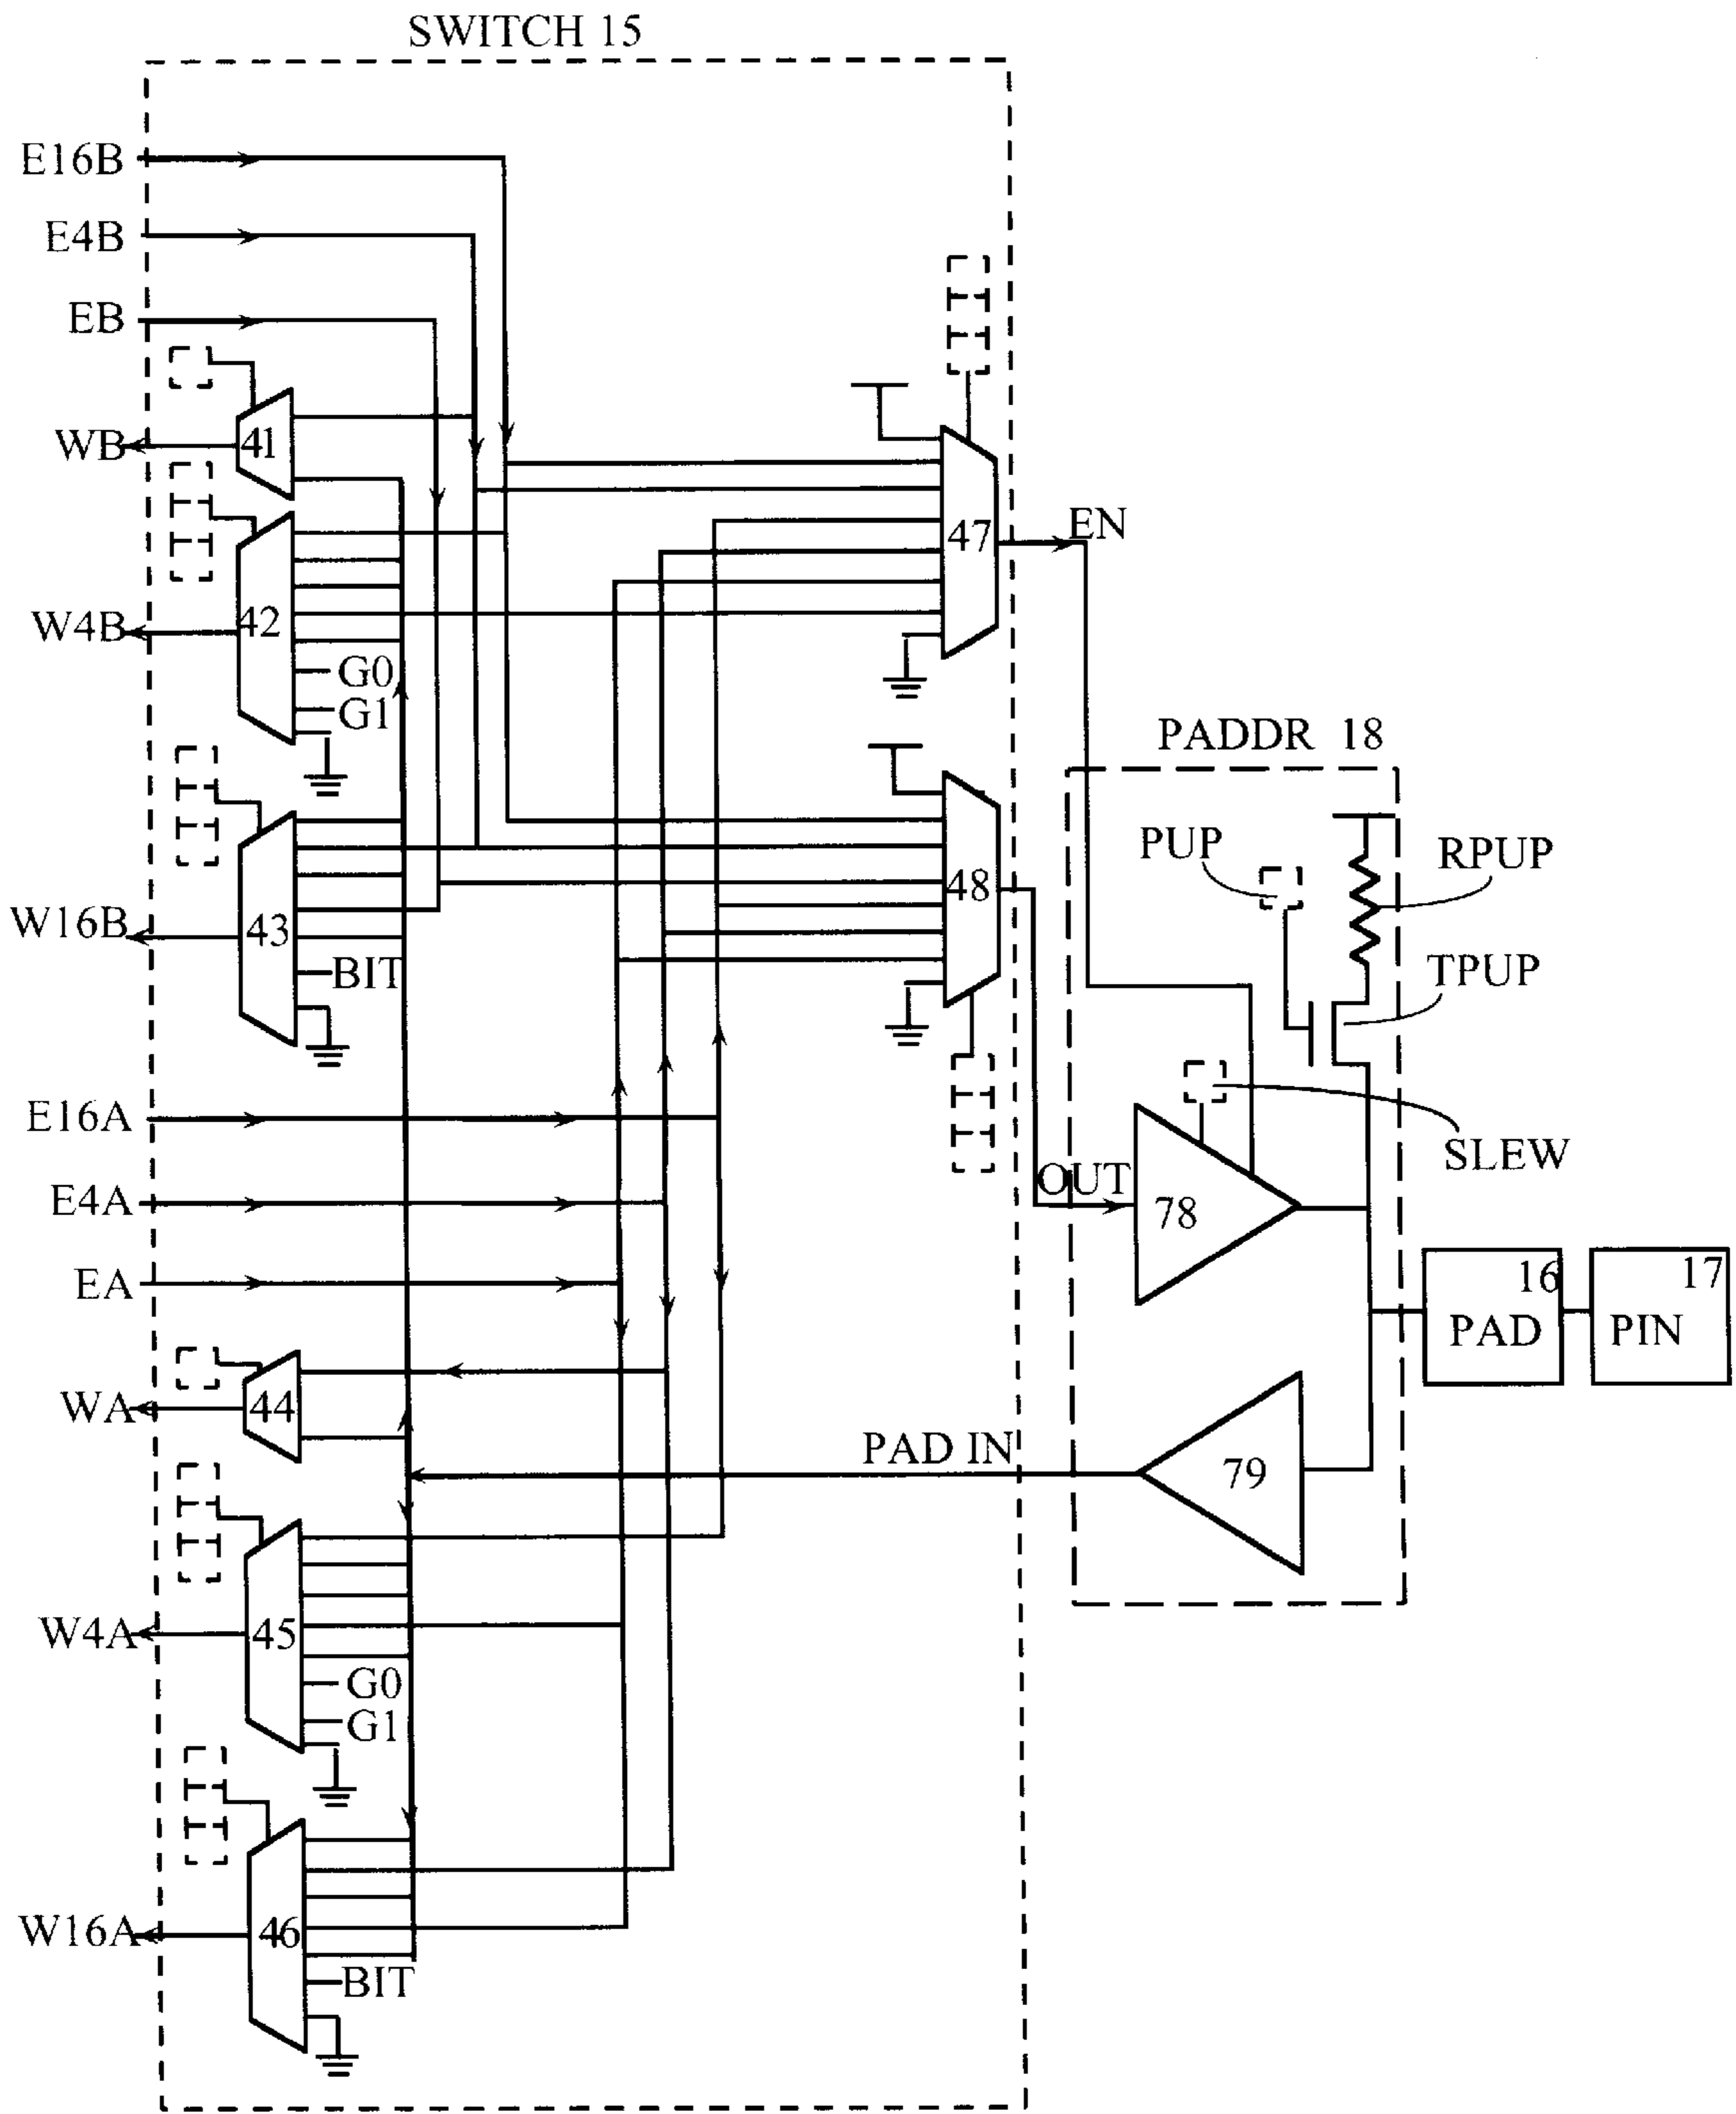 SWITCH 15
E16B
E4B
EB
41
WB
42
W4B
G0
G1
43
W16B
BIT
E16A
E4A
EA
44
WA
PAD IN
45
W4A
G0
G1
46
W16A
BIT
47
EN
48
PADDR 18
PUP
RPUP
TPUP
SLEW
OUT
78
79
16
PAD
17
PIN